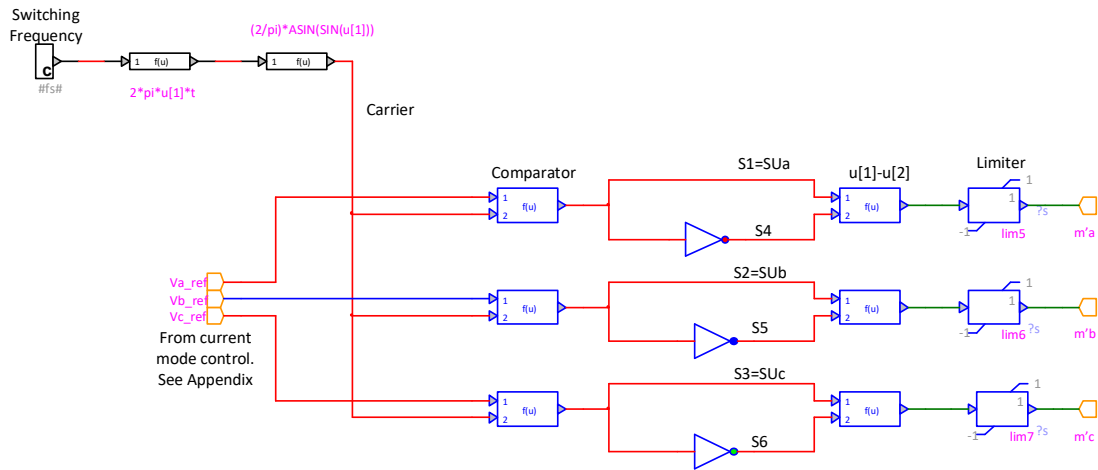 Switching
Frequency
C
#fs#
1 f(u)
2*pi*u[1]*t
(2/pi)*ASIN(SIN(u[1]))
1 f(u)
Carrier
Comparator
S1=SUa
u[1]-u[2]
Limiter
1
2
f(u)
S4
1
2
f(u)
1
1
-1
?s
lim5
m'a
Va_ref
Vb_ref
Vc_ref
From current
mode control.
See Appendix
S2=SUb
1
2
f(u)
S5
1
2
f(u)
1
1
-1
?s
lim6
m'b
S3=SUc
1
2
f(u)
S6
1
2
f(u)
1
1
-1
?s
lim7
m'c